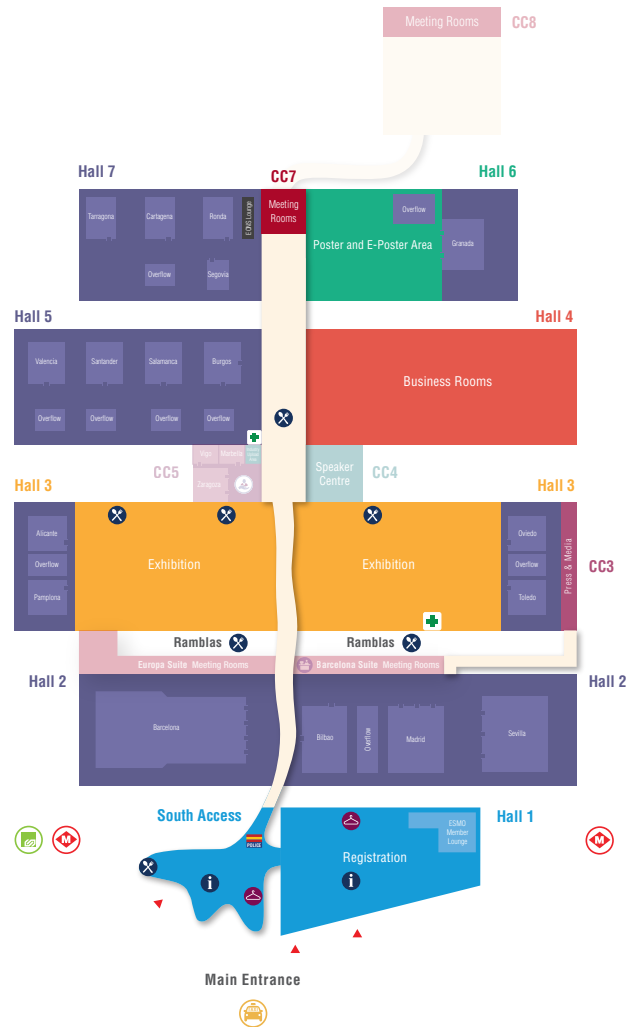 Meeting Rooms
CC8
Hall 7
CC7
Hall 6
Tarragona
Cartagena
Ronda
EONS Lounge
Meeting
Rooms
Overflow
Poster and E-Poster Area
Granada
Overflow
Segovia
Hall 5
Hall 4
Valencia
Santander
Salamanca
Burgos
Business Rooms
Overflow
Overflow
Overflow
Overflow
CC5
Vigo
Marbella
Zaragoza
Speaker
Centre
CC4
Hall 3
Hall 3
Alicante
Overflow
Pamplona
Exhibition
Exhibition
Oviedo
Overflow
Toledo
Press & Media
CC3
Ramblas
Ramblas
Europa Suite Meeting Rooms
Barcelona Suite Meeting Rooms
Hall 2
Hall 2
Barcelona
Bilbao
Overflow
Madrid
Sevilla
South Access
Hall 1
POLICE
ESMO
Member
Lounge
Registration
M
M
i
i
Main Entrance